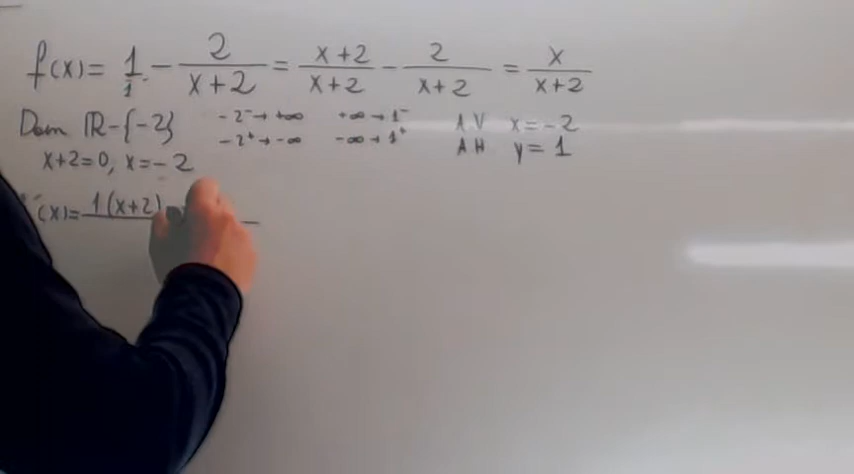 f(x) = 1/1 - 2/(x+2) = (x+2)/(x+2) - 2/(x+2) = x/(x+2)
Dom ℝ-{-2} -2⁻→+∞ +∞→1⁻ AV x=-2
-2⁺→-∞ -∞→1⁺ AH y=1
x+2=0, x=-2
(x)= 1(x+2)